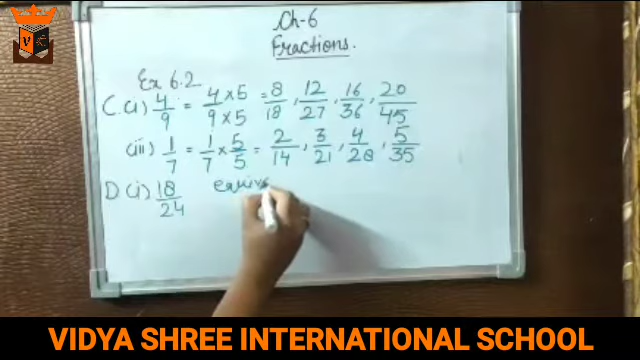 V E
Ch-6
Fractions.
Ex 6.2
C. (i) 4/9 = 4×5/9×5 = 8/18, 12/27, 16/36, 20/45
(iii) 1/7 = 1/7 × 5/5 = 2/14, 3/21, 4/28, 5/35
D (i) 18/24
VIDYA SHREE INTERNATIONAL SCHOOL